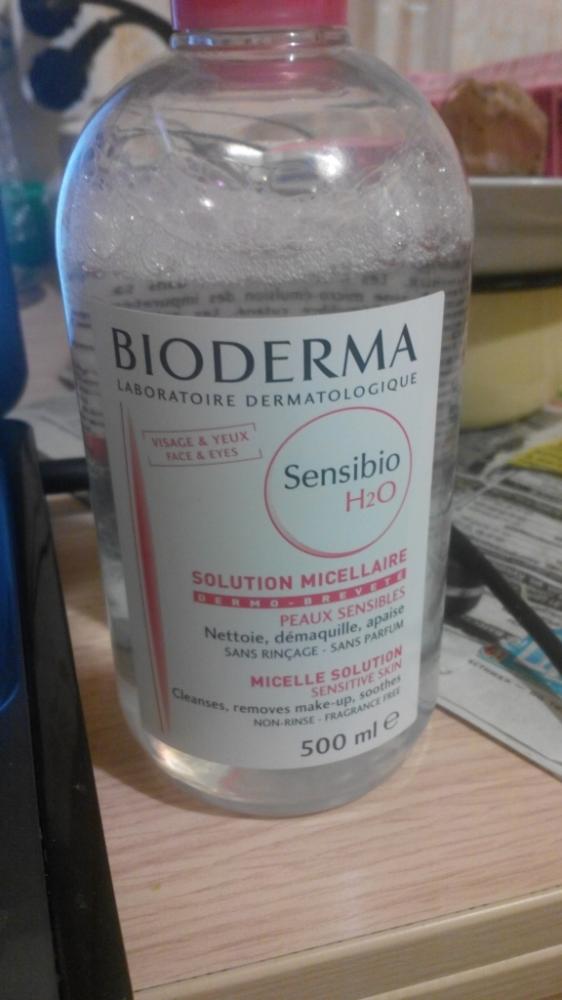 BIODERMA
LABORATOIRE DERMATOLOGIQUE
VISAGE & YEUX
FACE & EYES
Sensibio
H2O
SOLUTION MICELLAIRE
DERMO-BREVETÉ
PEAUX SENSIBLES
Nettoie, démaquille, apaise
SANS RINÇAGE - SANS PARFUM
MICELLE SOLUTION
SENSITIVE SKIN
Cleanses, removes make-up, soothes
NON-RINSE - FRAGRANCE FREE
500 ml ℮